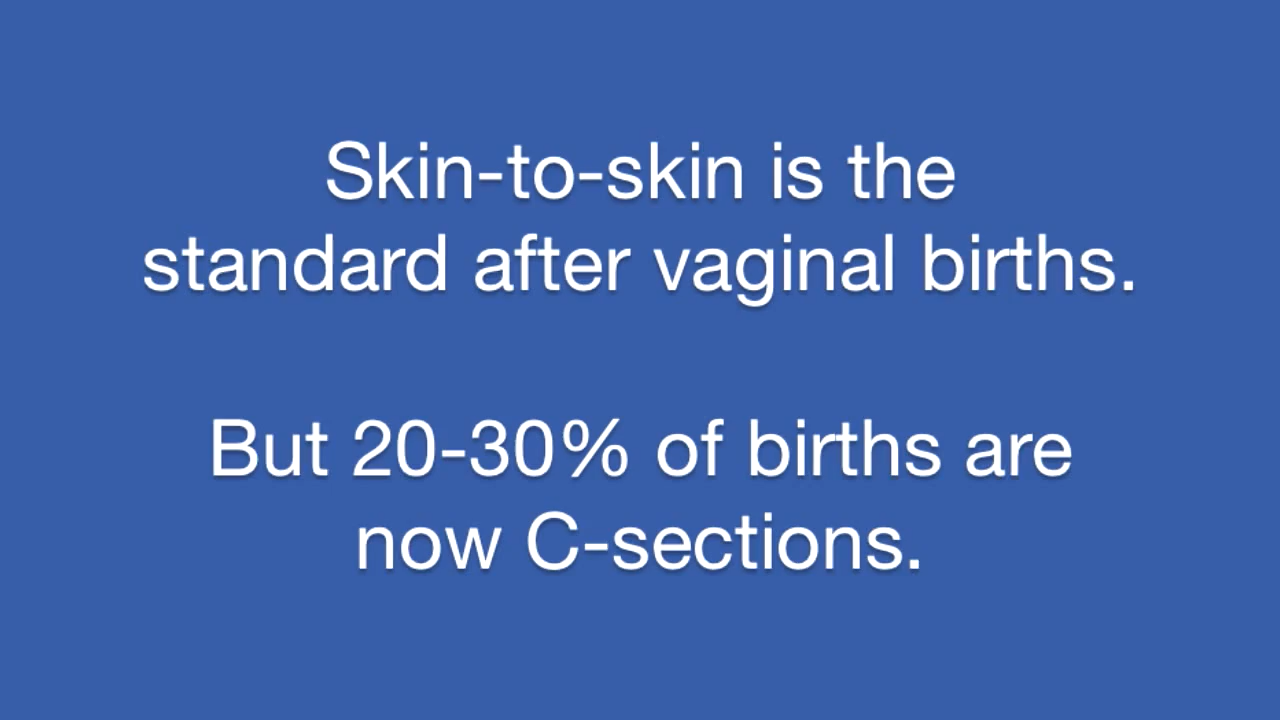 Skin-to-skin is the
standard after vaginal births.
But 20-30% of births are
now C-sections.